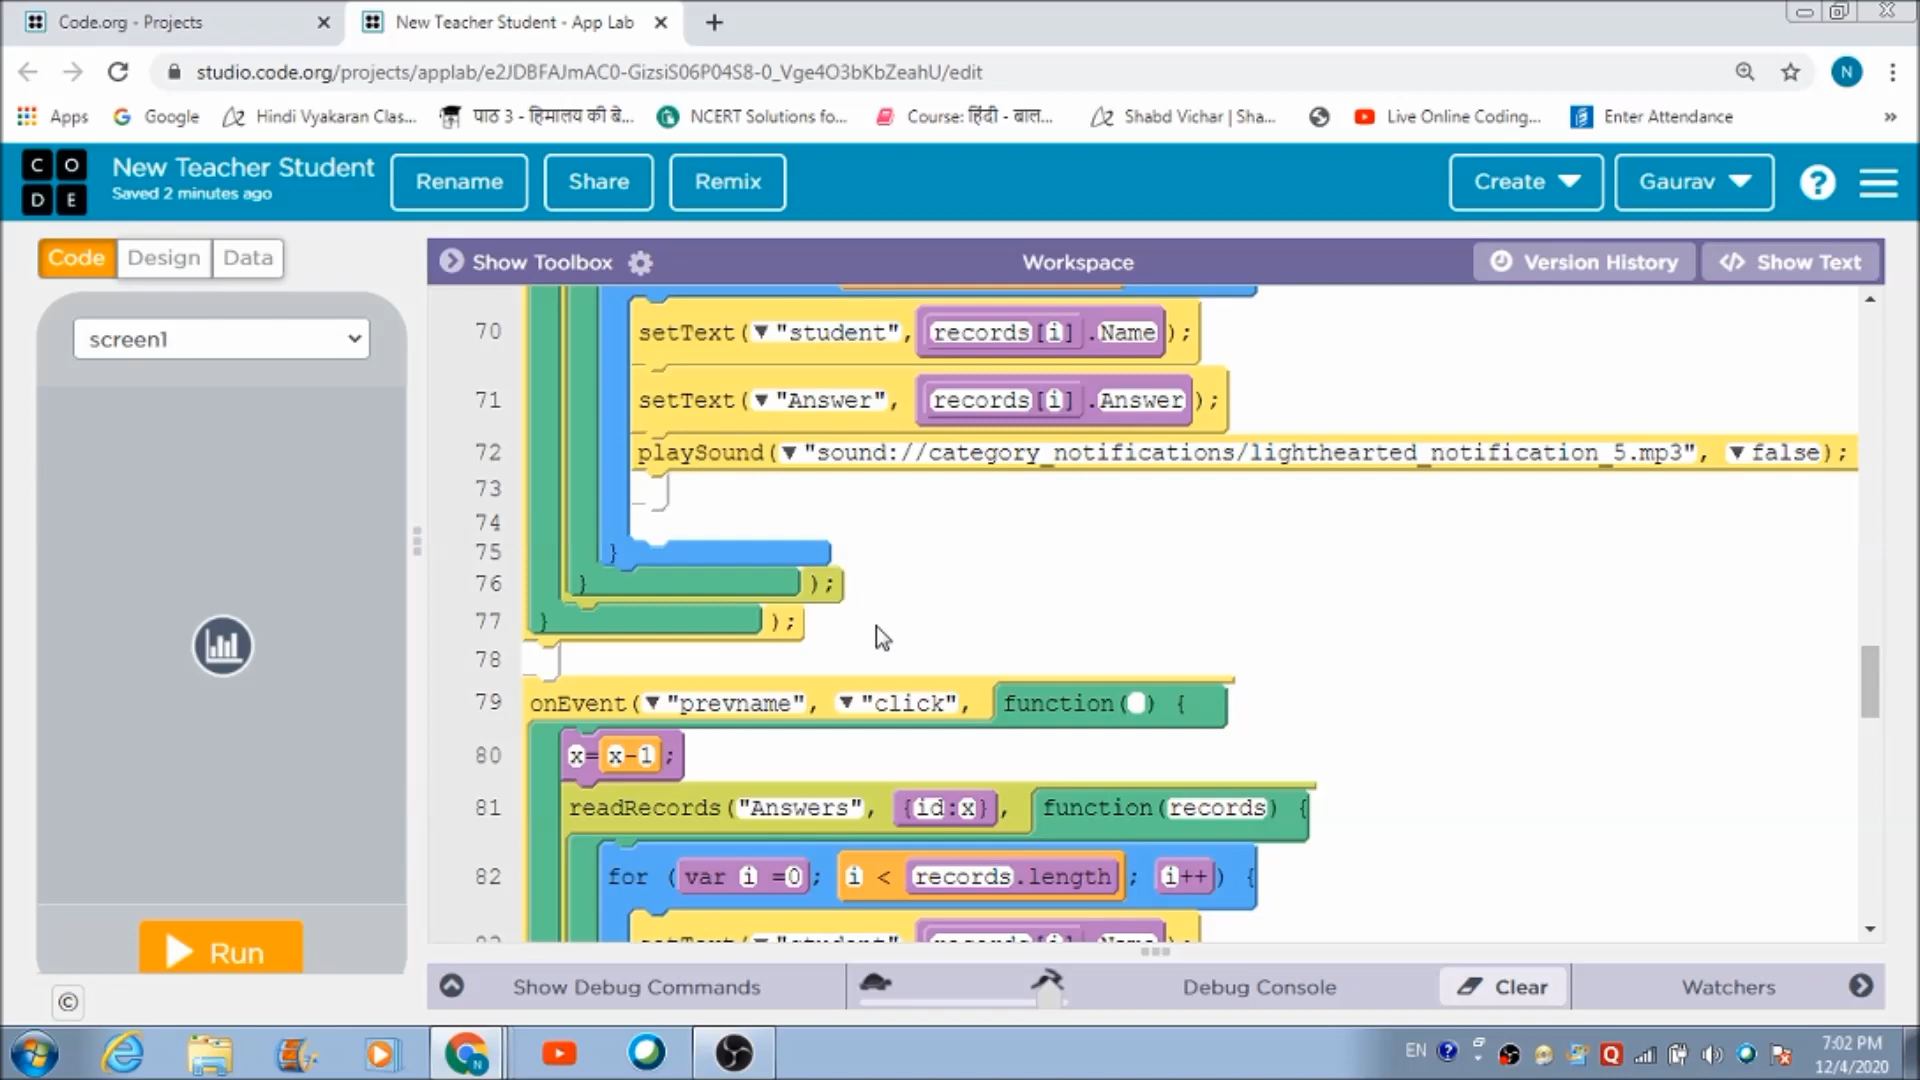 Code.org - Projects
New Teacher Student - App Lab
studio.code.org/projects/applab/e2JDBFAJmAC0-GizsiS06P04S8-0_Vge4O3bKbZeahU/edit
N
Apps
Google
Hindi Vyakaran Clas...
पाठ 3 - हिमालय की बे...
NCERT Solutions fo...
Course: हिंदी - बाल...
Shabd Vichar | Sha...
Live Online Coding...
Enter Attendance
»
C O D E
New Teacher Student
Saved 2 minutes ago
Rename
Share
Remix
Create
Gaurav
?
Code
Design
Data
Show Toolbox
Workspace
Version History
Show Text
screen1
70 setText("student", records[i].Name);
71 setText("Answer", records[i].Answer);
72 playSound("sound://category_notifications/lighthearted_notification_5.mp3", false);
73
74
75 }
76 } );
77 } );
78
79 onEvent("prevname", "click", function() {
80 x=x-1;
81 readRecords("Answers", {id:x}, function(records) {
82 for (var i =0; i < records.length; i++) {
Run
©
Show Debug Commands
Debug Console
Clear
Watchers
EN
7:02 PM
12/4/2020